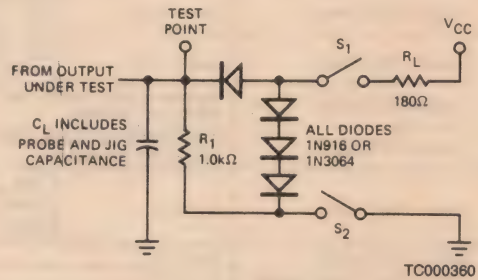 TEST
POINT
VCC
S1
RL
FROM OUTPUT
UNDER TEST
180Ω
CL INCLUDES
PROBE AND JIG
CAPACITANCE
R1
1.0kΩ
ALL DIODES
1N916 OR
1N3064
S2
TC000360